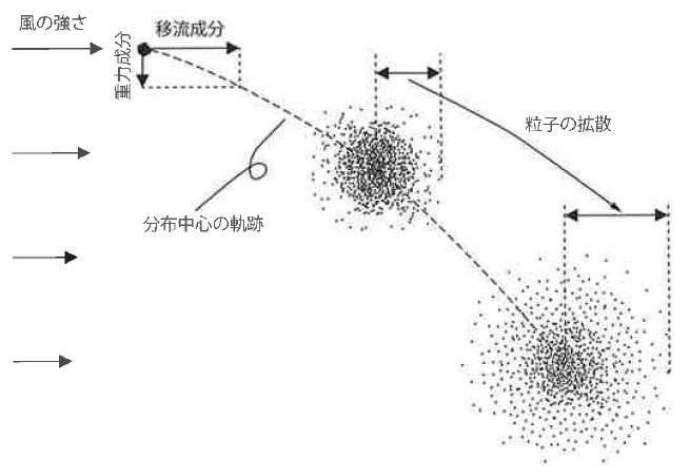 風の強さ
移流成分
重力成分
粒子の拡散
分布中心の軌跡